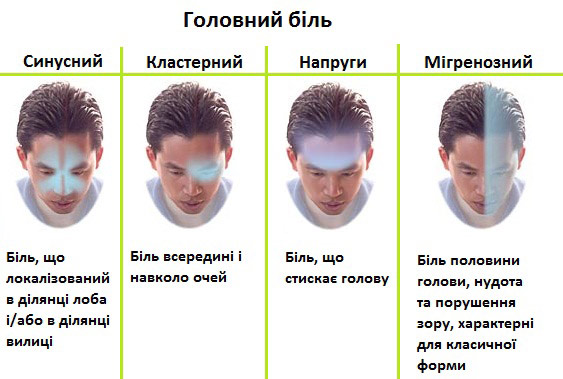 Головний біль
Синусний
Кластерний
Напруги
Мігренозний
Біль, що
локалізований
в ділянці лоба
і/або в ділянці
вилиці
Біль всередині і
навколо очей
Біль, що
стискає голову
Біль половини
голови, нудота
та порушення
зору, характерні
для класичної
форми